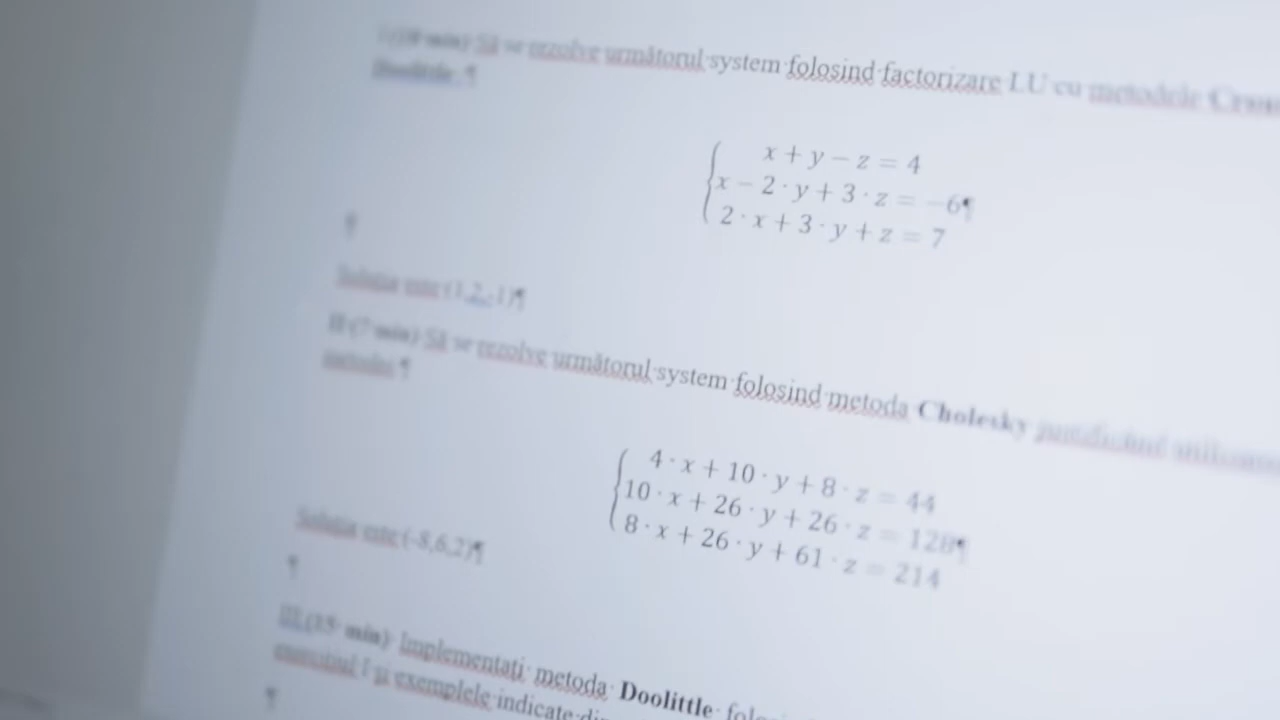 Să se rezolve următorul system folosind factorizare LU cu metodele
Doolittle. ¶
x + y − z = 4
x − 2 · y + 3 · z = −6¶
2 · x + 3 · y + z = 7
¶
Soluția este (1,2,-1)¶
II (7 min) Să se rezolve următorul system folosind metoda Cholesky
metodei ¶
4 · x + 10 · y + 8 · z = 44
10 · x + 26 · y + 26 · z = 128¶
8 · x + 26 · y + 61 · z = 214
Soluția este (-8,6,2)¶
¶
III (15 min) Implementați metoda Doolittle
exercițiul I și exemplele indicate
¶